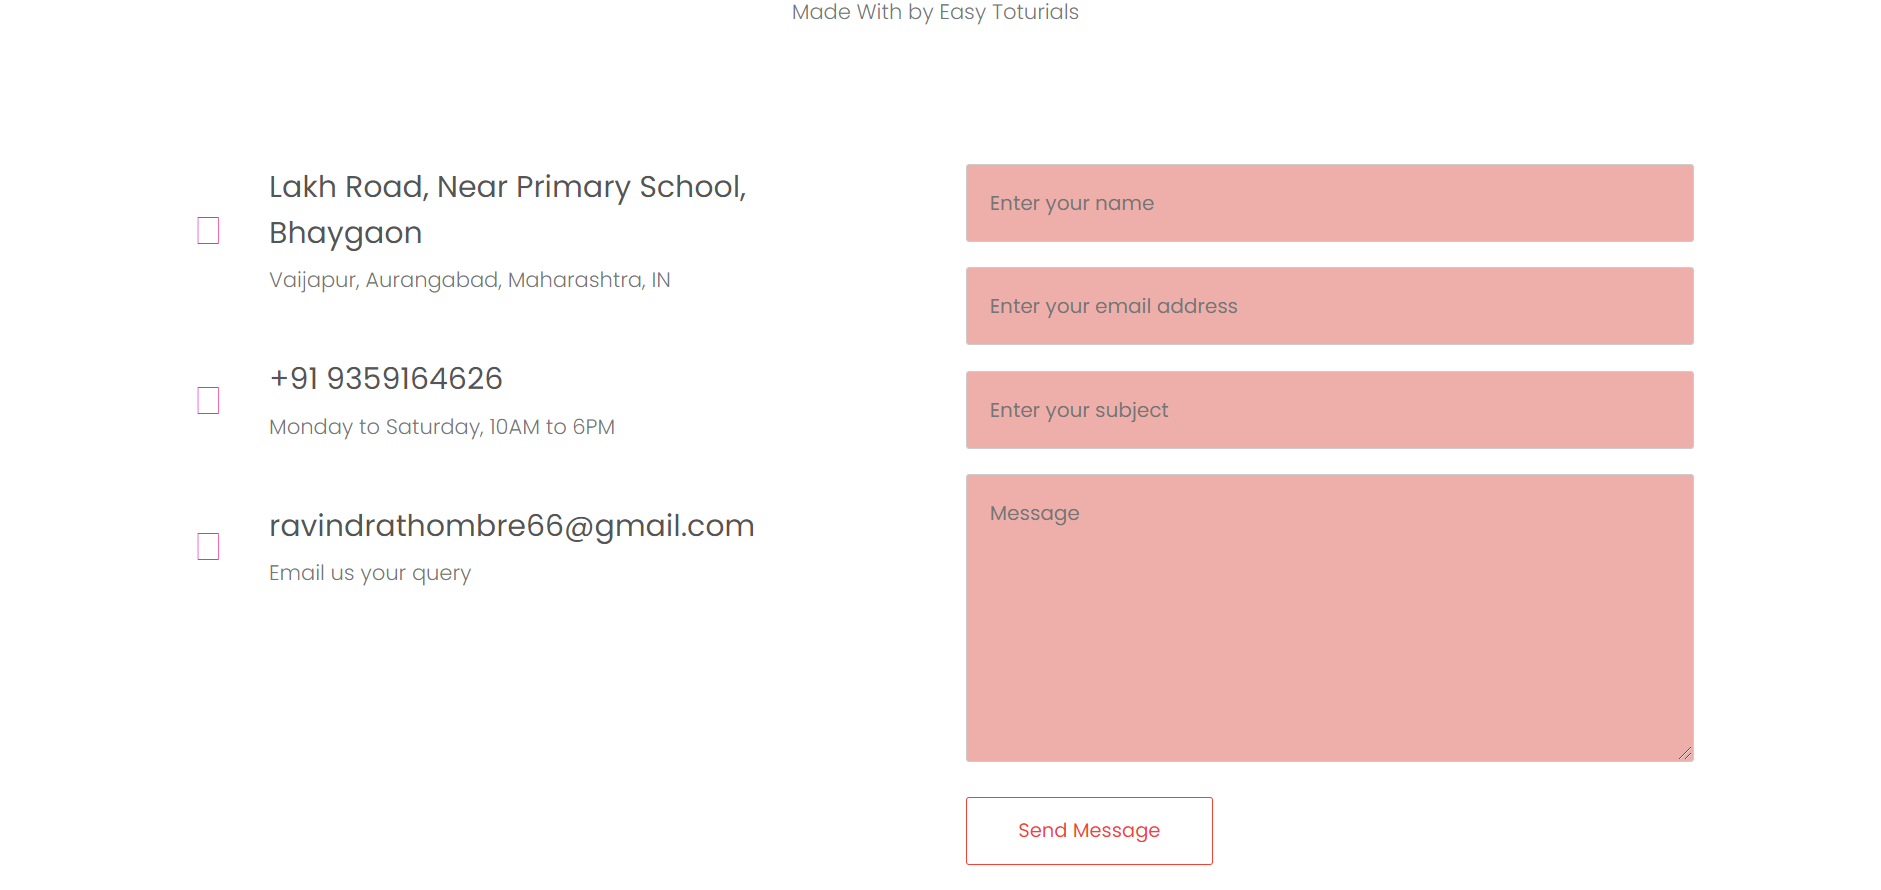 Made With by Easy Toturials
Lakh Road, Near Primary School,
Bhaygaon
Vaijapur, Aurangabad, Maharashtra, IN
+91 9359164626
Monday to Saturday, 10AM to 6PM
ravindrathombre66@gmail.com
Email us your query
Enter your name
Enter your email address
Enter your subject
Message
Send Message